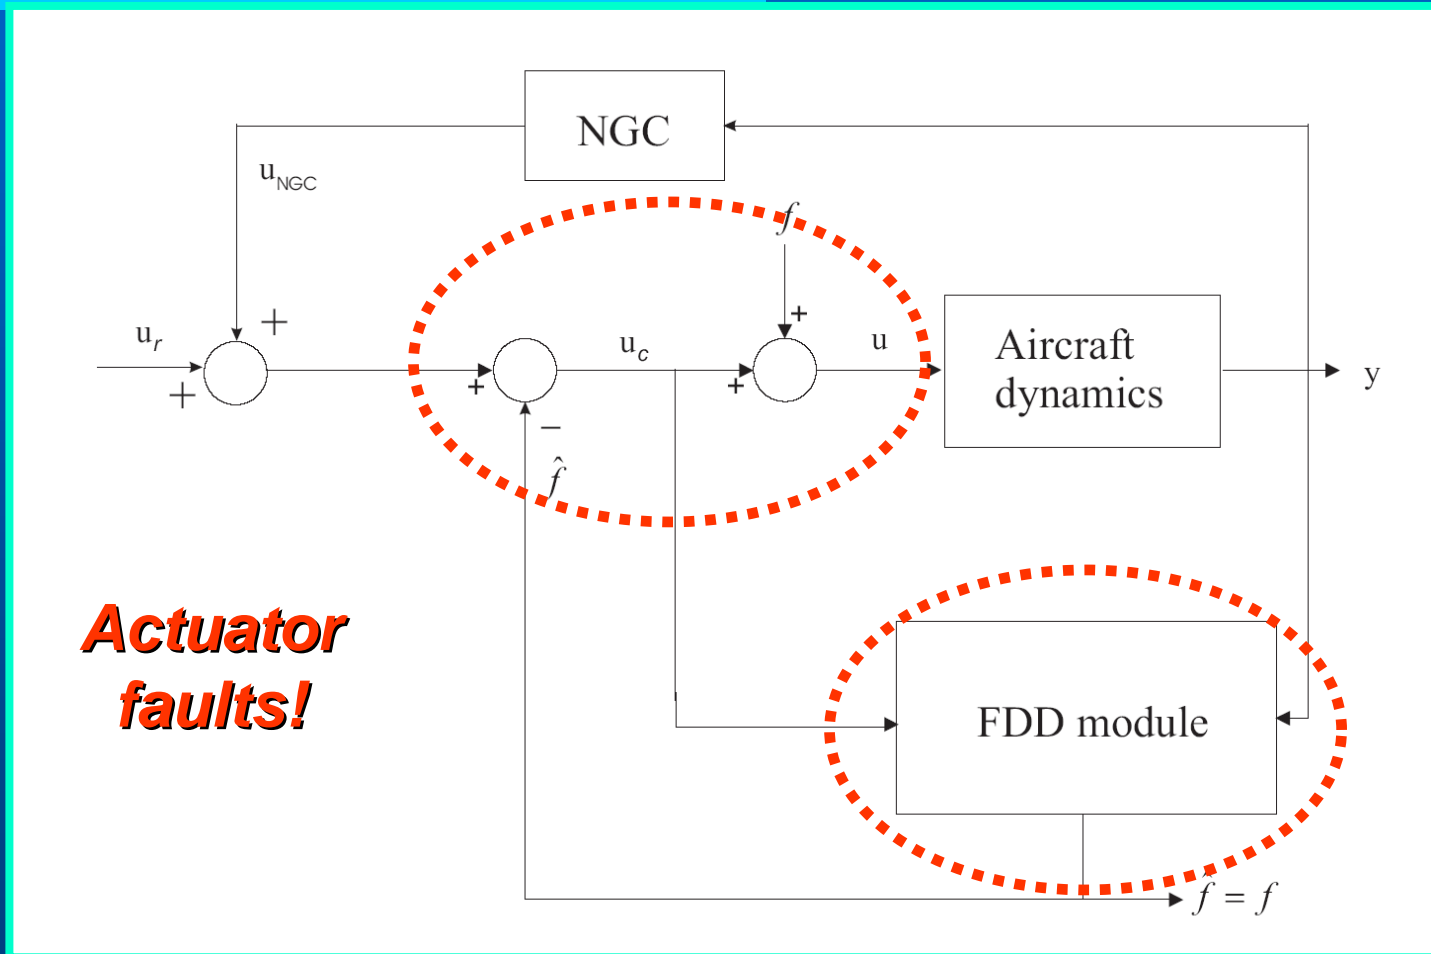 NGC
u_NGC
f
+
+
u_r
u_c
u
Aircraft
dynamics
y
+
+
+
−
f̂
Actuator
faults!
FDD module
f̂ = f